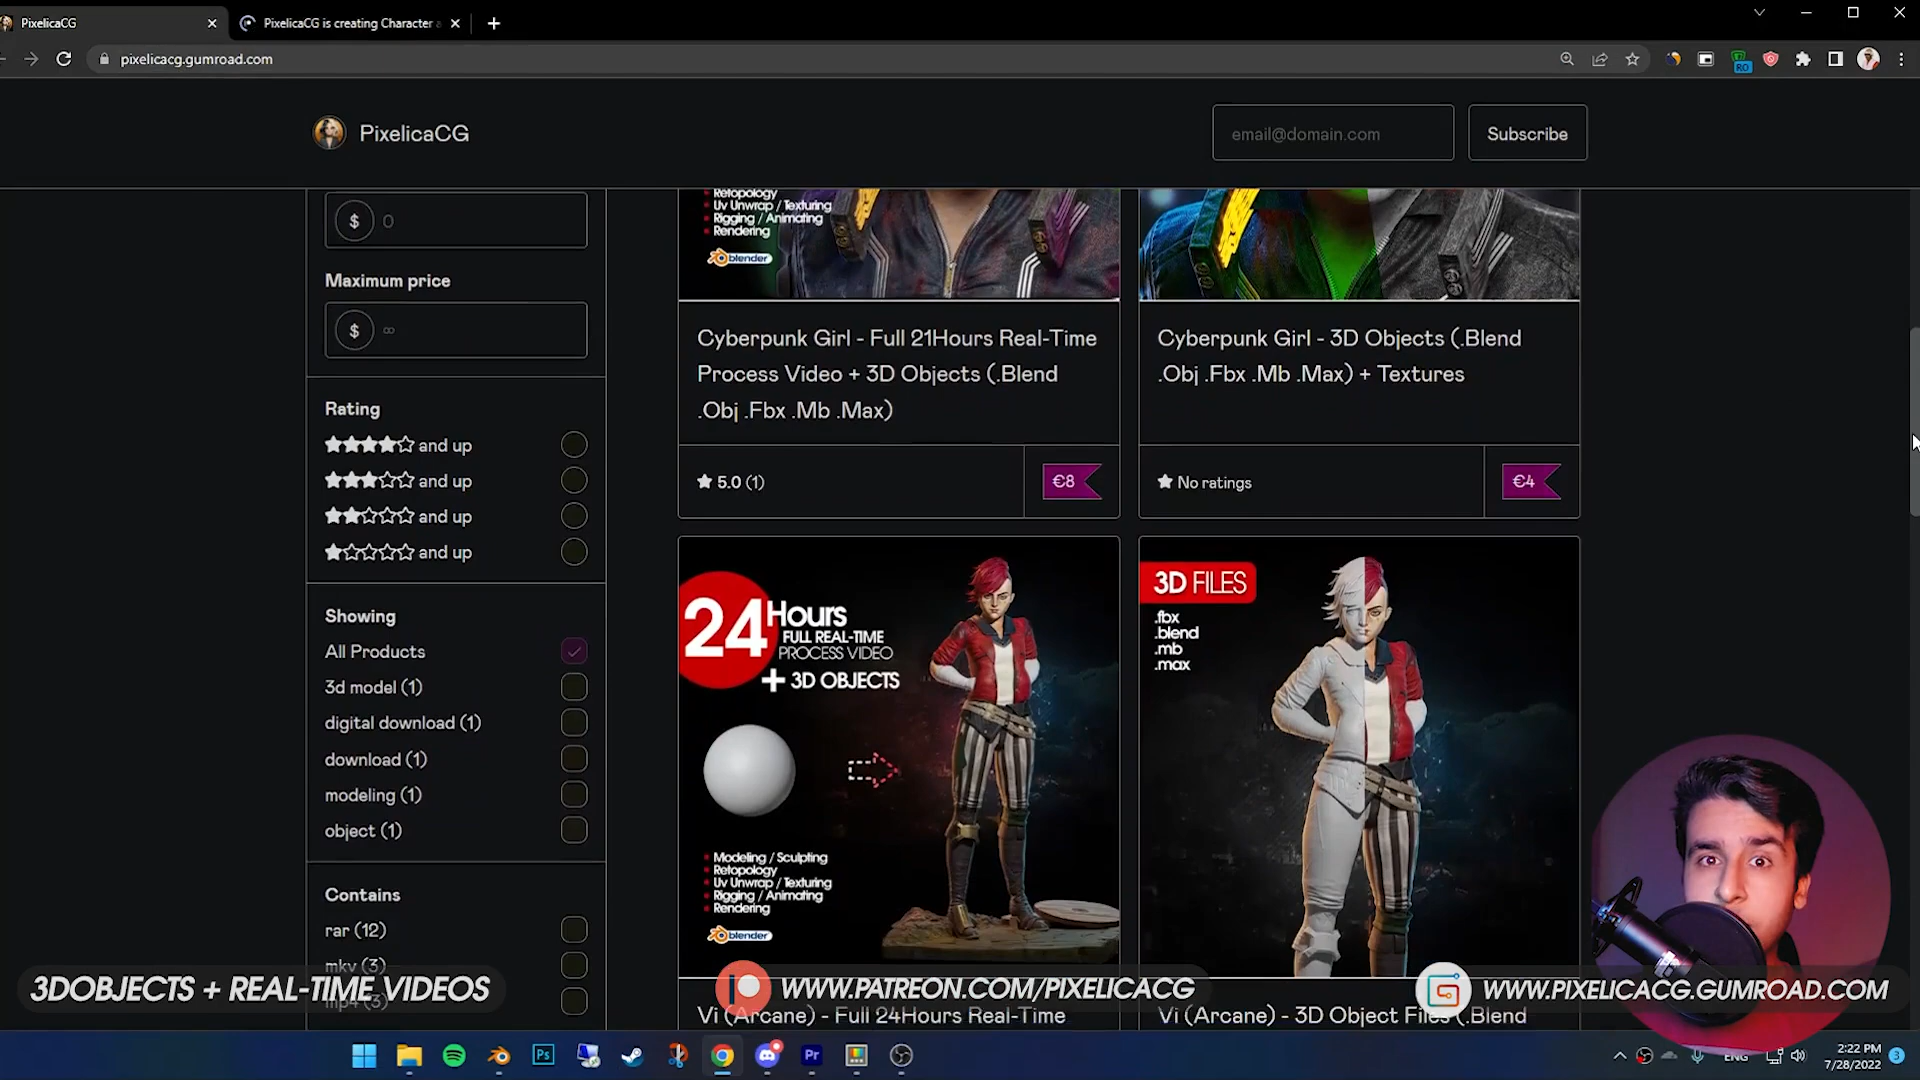 PixelicaCG
PixelicaCG is creating Character a
pixelicacg.gumroad.com
RO
PixelicaCG
email@domain.com
Subscribe
$ 0
Maximum price
$ ∞
Rating
and up
and up
and up
and up
Showing
All Products
3d model (1)
digital download (1)
download (1)
modeling (1)
object (1)
Contains
rar (12)
mkv (3)
mp4 (3)
Retopology
Uv Unwrap / Texturing
Rigging / Animating
Rendering
blender
Cyberpunk Girl - Full 21Hours Real-Time
Process Video + 3D Objects (.Blend
.Obj .Fbx .Mb .Max)
5.0 (1)
€8
Cyberpunk Girl - 3D Objects (.Blend
.Obj .Fbx .Mb .Max) + Textures
No ratings
€4
24 Hours
FULL REAL-TIME
PROCESS VIDEO
+ 3D OBJECTS
Modeling / Sculpting
Retopology
Uv Unwrap / Texturing
Rigging / Animating
Rendering
blender
3D FILES
.fbx
.blend
.mb
.max
Vi (Arcane) - Full 24Hours Real-Time
Vi (Arcane) - 3D Object Files (.Blend
3DOBJECTS + REAL-TIME VIDEOS
WWW.PATREON.COM/PIXELICACG
WWW.PIXELICACG.GUMROAD.COM
Ps
Pr
ENG
2:22 PM
7/28/2022
3